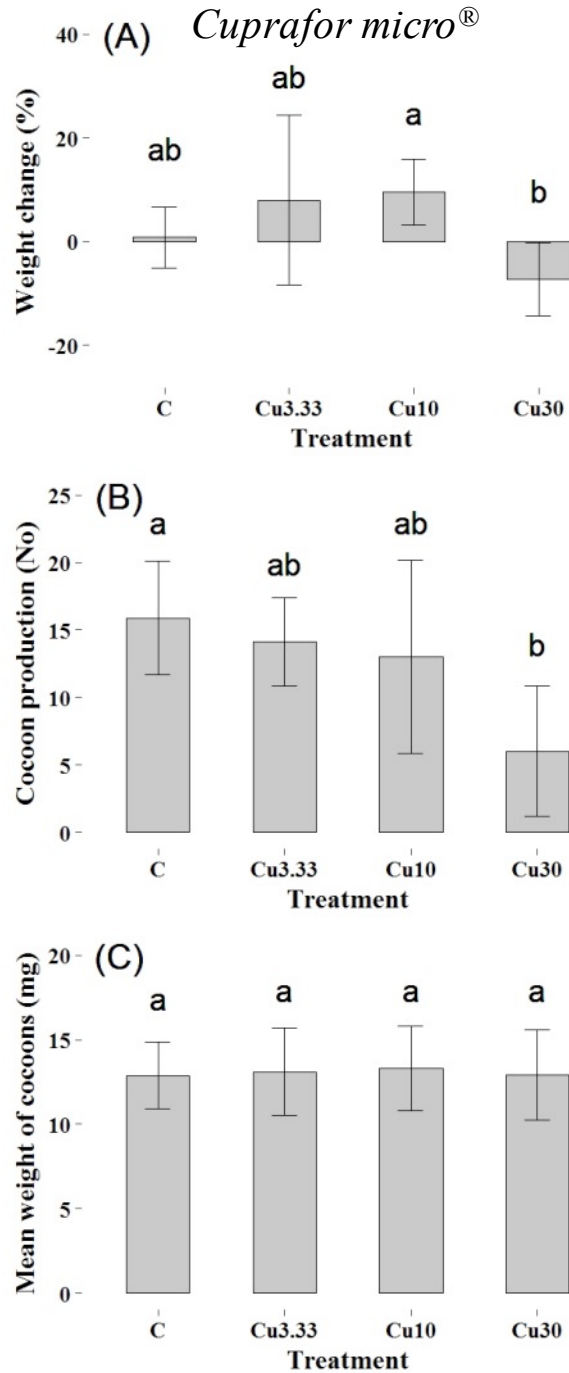 Cuprafor micro®
(A)
Weight change (%)
40
20
0
-20
ab
ab
a
b
C Cu3.33 Cu10 Cu30
Treatment
(B)
Cocoon production (No)
25
20
15
10
5
0
a
ab
ab
b
C Cu3.33 Cu10 Cu30
Treatment
(C)
Mean weight of cocoons (mg)
20
15
10
5
0
a a a a
C Cu3.33 Cu10 Cu30
Treatment